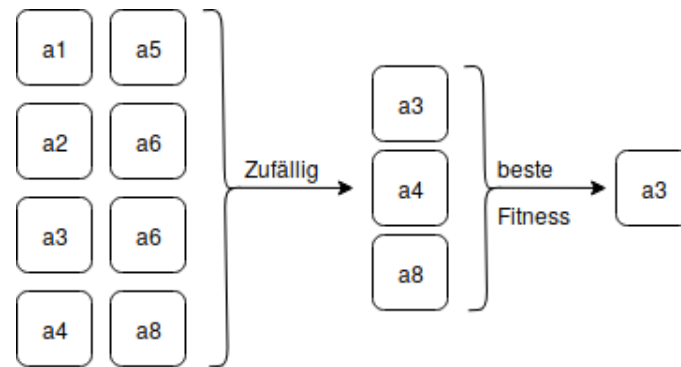 a1 a5
a2 a6
a3 a6
a4 a8
Zufällig
a3
a4
a8
beste
Fitness
a3